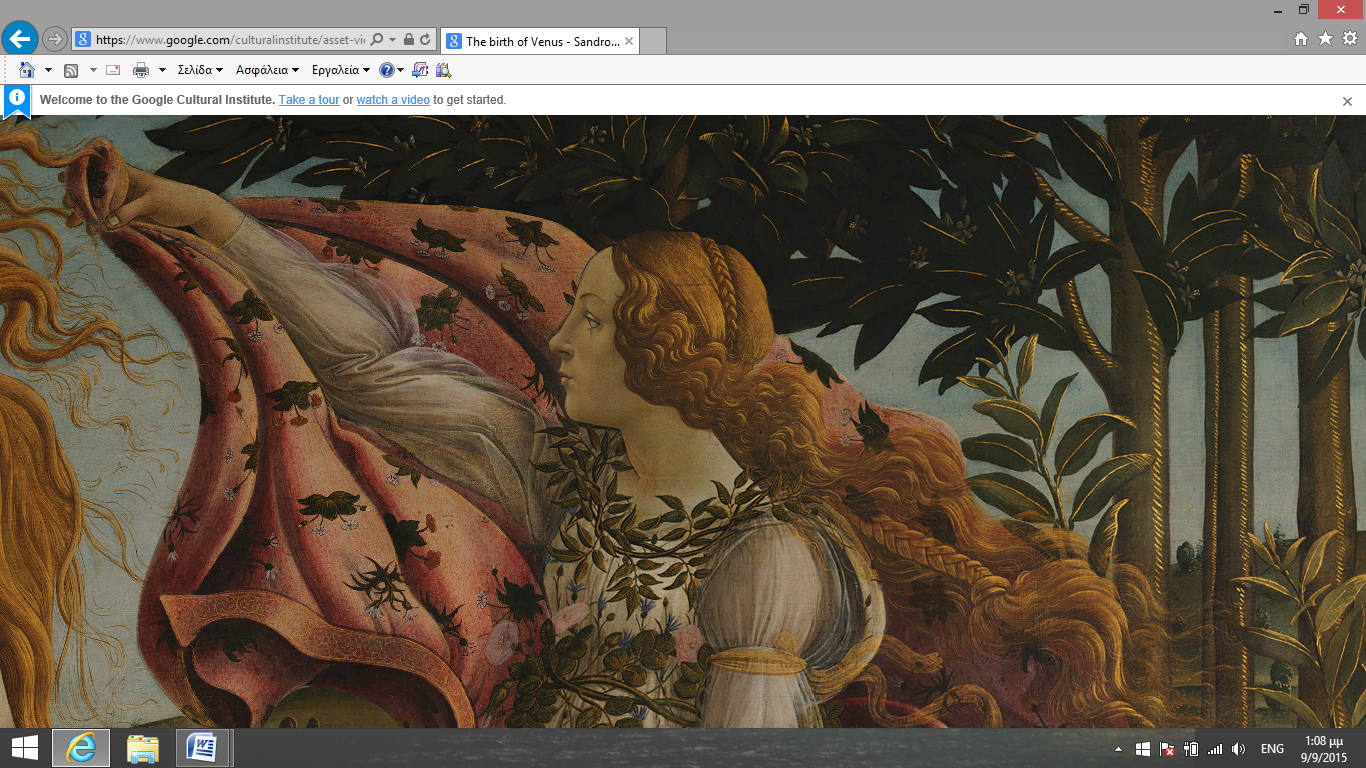 https://www.google.com/culturalinstitute/asset-vi
The birth of Venus - Sandro...
Σελίδα Ασφάλεια Εργαλεία
Welcome to the Google Cultural Institute. Take a tour or watch a video to get started.
ENG
1:08 μμ
9/9/2015